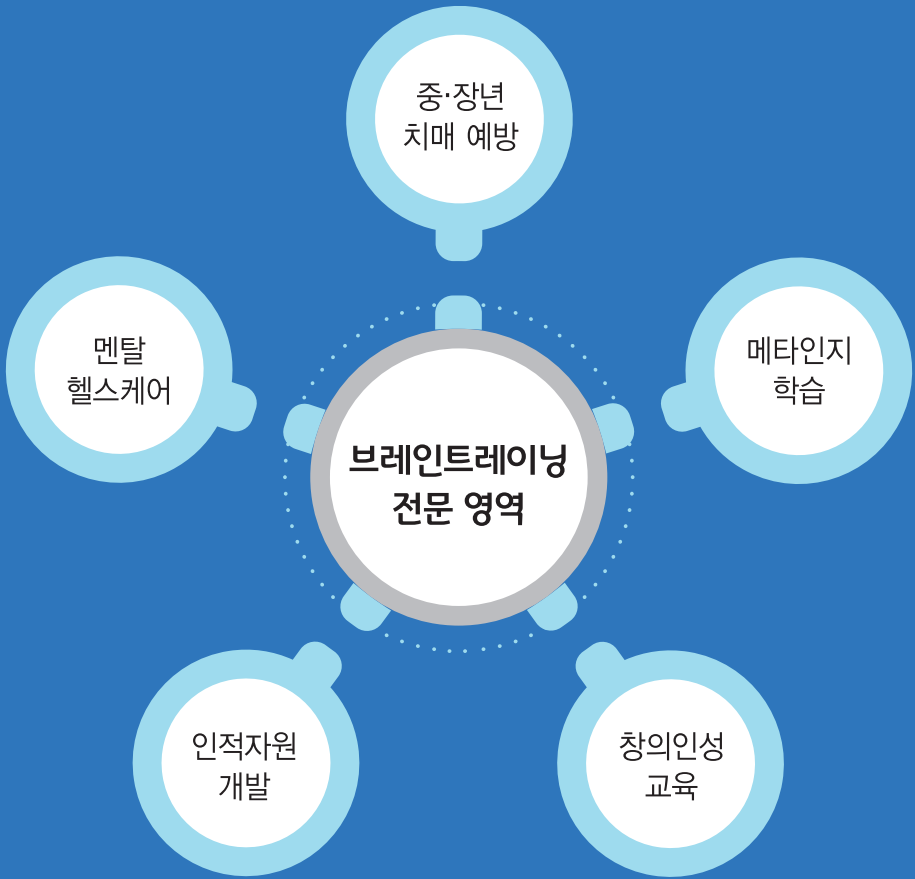 중·장년
치매 예방
멘탈
헬스케어
메타인지
학습
브레인트레이닝
전문 영역
인적자원
개발
창의인성
교육